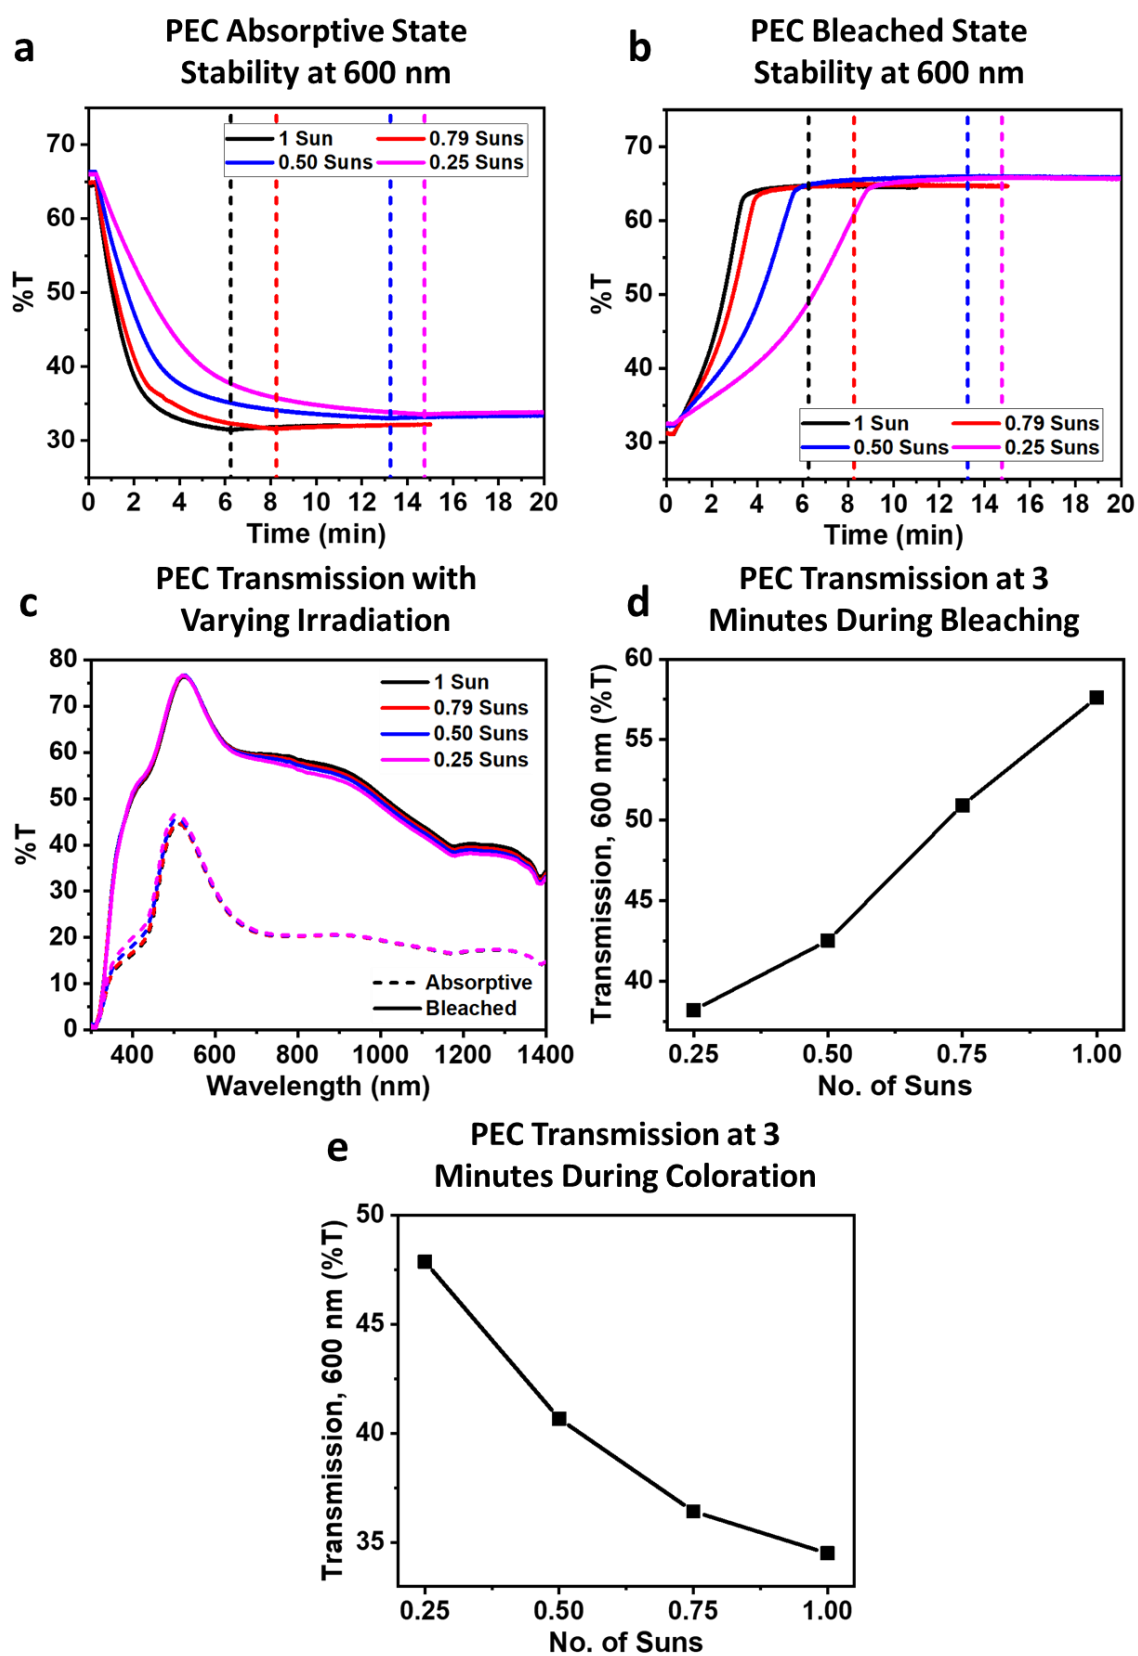 a
PEC Absorptive State
Stability at 600 nm
%T
70
60
50
40
30
1 Sun
0.79 Suns
0.50 Suns
0.25 Suns
0 2 4 6 8 10 12 14 16 18 20
Time (min)
b
PEC Bleached State
Stability at 600 nm
%T
70
60
50
40
30
1 Sun
0.79 Suns
0.50 Suns
0.25 Suns
0 2 4 6 8 10 12 14 16 18 20
Time (min)
c
PEC Transmission with
Varying Irradiation
%T
80
70
60
50
40
30
20
10
0
1 Sun
0.79 Suns
0.50 Suns
0.25 Suns
Absorptive
Bleached
400 600 800 1000 1200 1400
Wavelength (nm)
d
PEC Transmission at 3
Minutes During Bleaching
Transmission, 600 nm (%T)
60
55
50
45
40
0.25 0.50 0.75 1.00
No. of Suns
e
PEC Transmission at 3
Minutes During Coloration
Transmission, 600 nm (%T)
50
45
40
35
0.25 0.50 0.75 1.00
No. of Suns